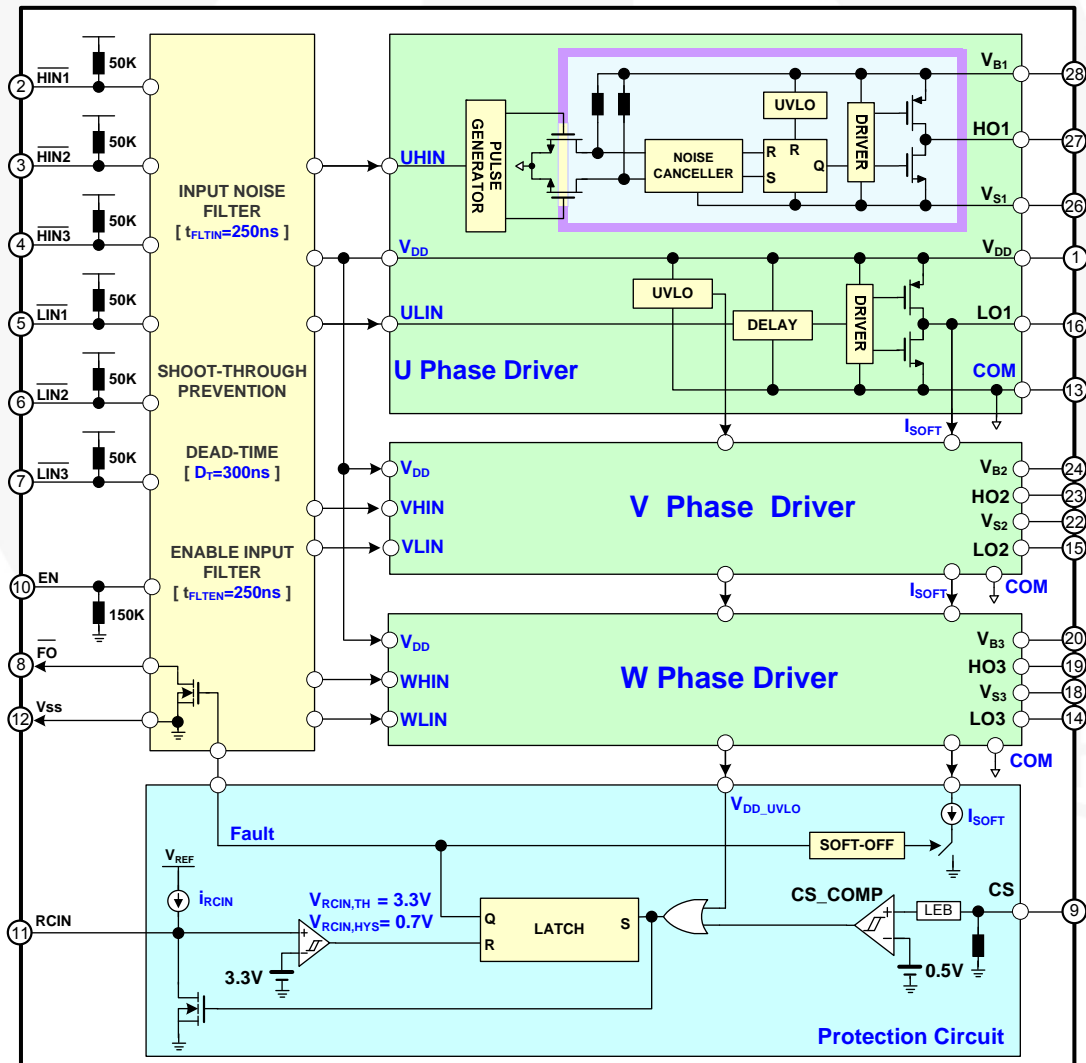 HIN1
50K
2
HIN2
50K
3
HIN3
50K
4
LIN1
50K
5
LIN2
50K
6
LIN3
50K
7
EN
10
150K
FO
8
Vss
12
INPUT NOISE
FILTER
[ tFLTIN=250ns ]
SHOOT-THROUGH
PREVENTION
DEAD-TIME
[ DT=300ns ]
ENABLE INPUT
FILTER
[ tFLTEN=250ns ]
UHIN
PULSE
GENERATOR
NOISE
CANCELLER
UVLO
R
R
S
Q
DRIVER
VB1
28
HO1
27
VS1
26
VDD
VDD
1
UVLO
ULIN
DELAY
DRIVER
LO1
16
U Phase Driver
COM
13
ISOFT
VDD
VHIN
VLIN
V Phase Driver
VB2
24
HO2
23
VS2
22
LO2
15
ISOFT
COM
VDD
WHIN
WLIN
W Phase Driver
VB3
20
HO3
19
VS3
18
LO3
14
COM
VDD_UVLO
ISOFT
Fault
SOFT-OFF
VREF
iRCIN
VRCIN,TH = 3.3V
VRCIN,HYS = 0.7V
CS_COMP
CS
9
LEB
RCIN
11
Q
R
LATCH
S
3.3V
0.5V
Protection Circuit